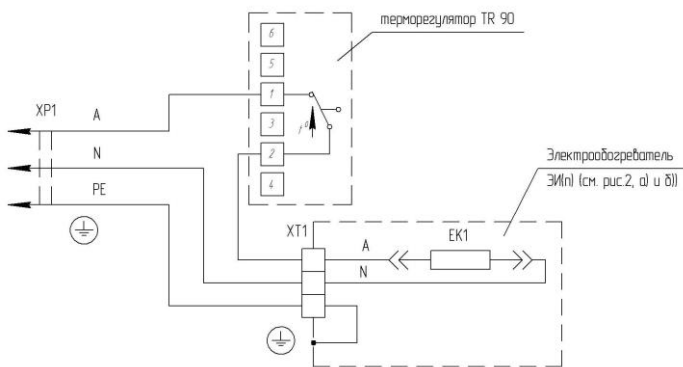 терморегулятор TR 90
6
5
1
3
2
4
t°
XP1
A
N
PE
Электрообогреватель
ЭИ(п) (см. рис.2, а) и б))
XT1
A
EK1
N